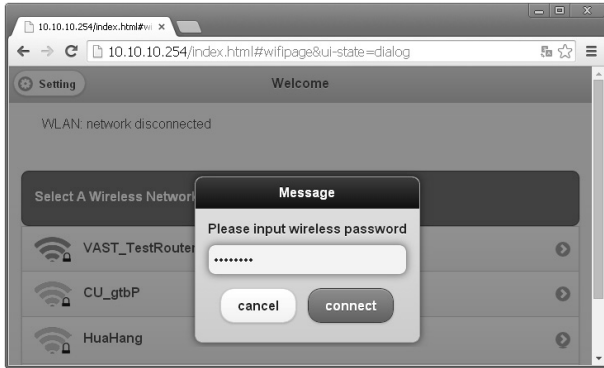 10.10.10.254/index.html#wi
10.10.10.254/index.html#wifipage&ui-state=dialog
Setting
Welcome
WLAN: network disconnected
Select A Wireless Network
Message
Please input wireless password
cancel
connect
VAST_TestRouter
CU_gtbP
HuaHang